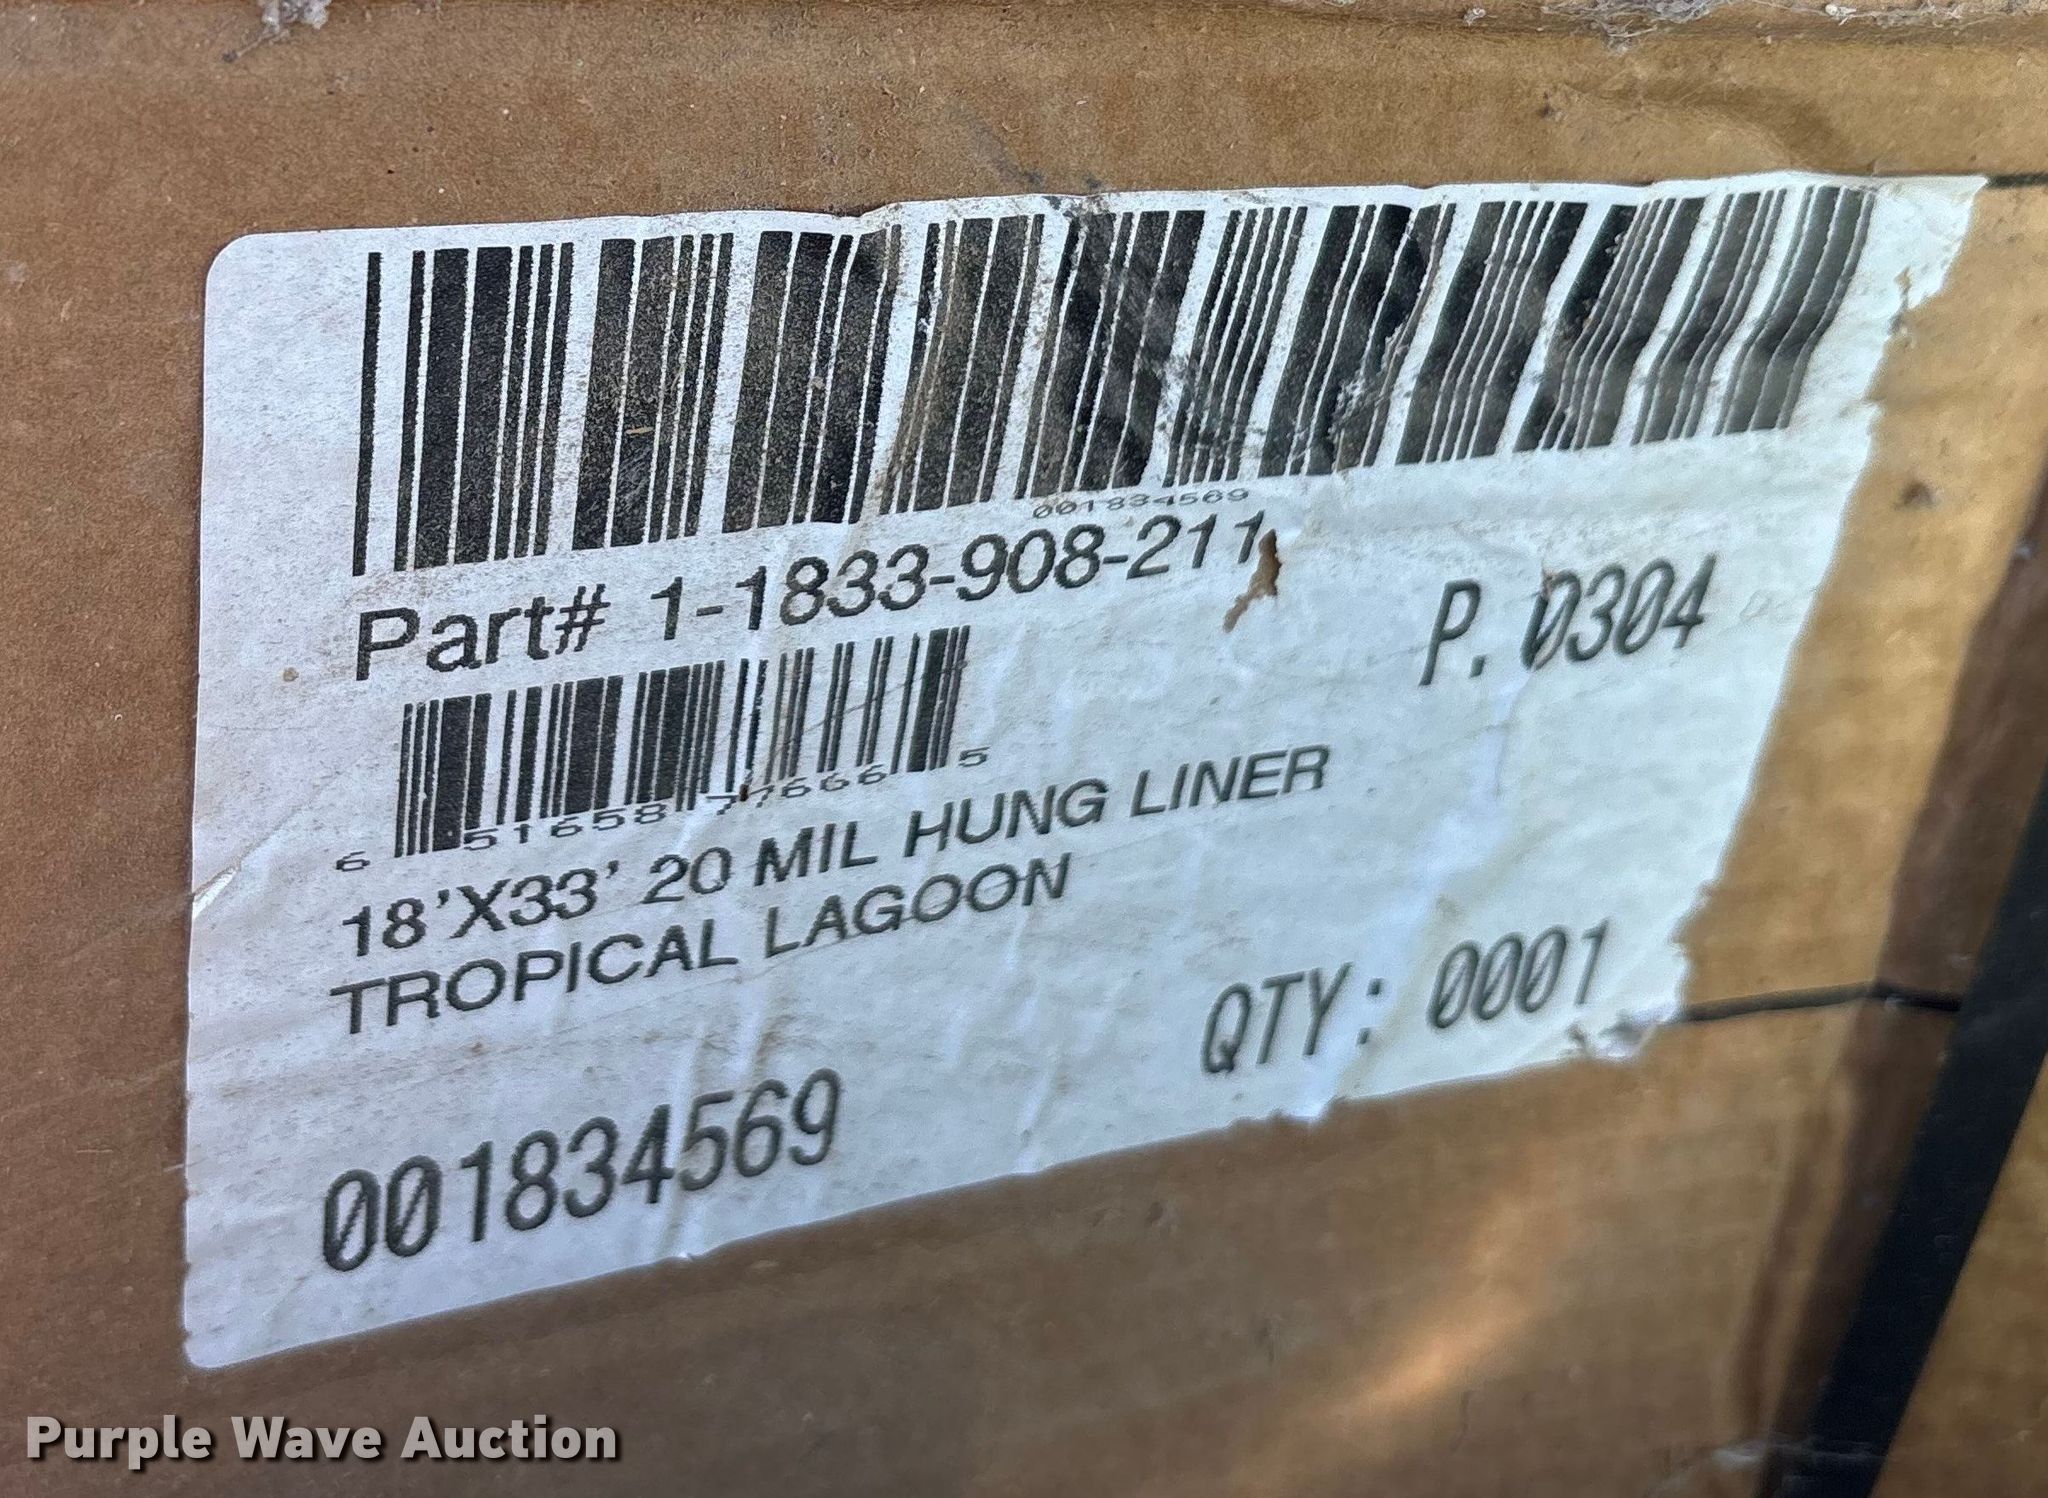 001834569
Part# 1-1833-908-211
P. 0304
6 51658 77666 5
18'X33' 20 MIL HUNG LINER
TROPICAL LAGOON
QTY: 0001
001834569
Purple Wave Auction